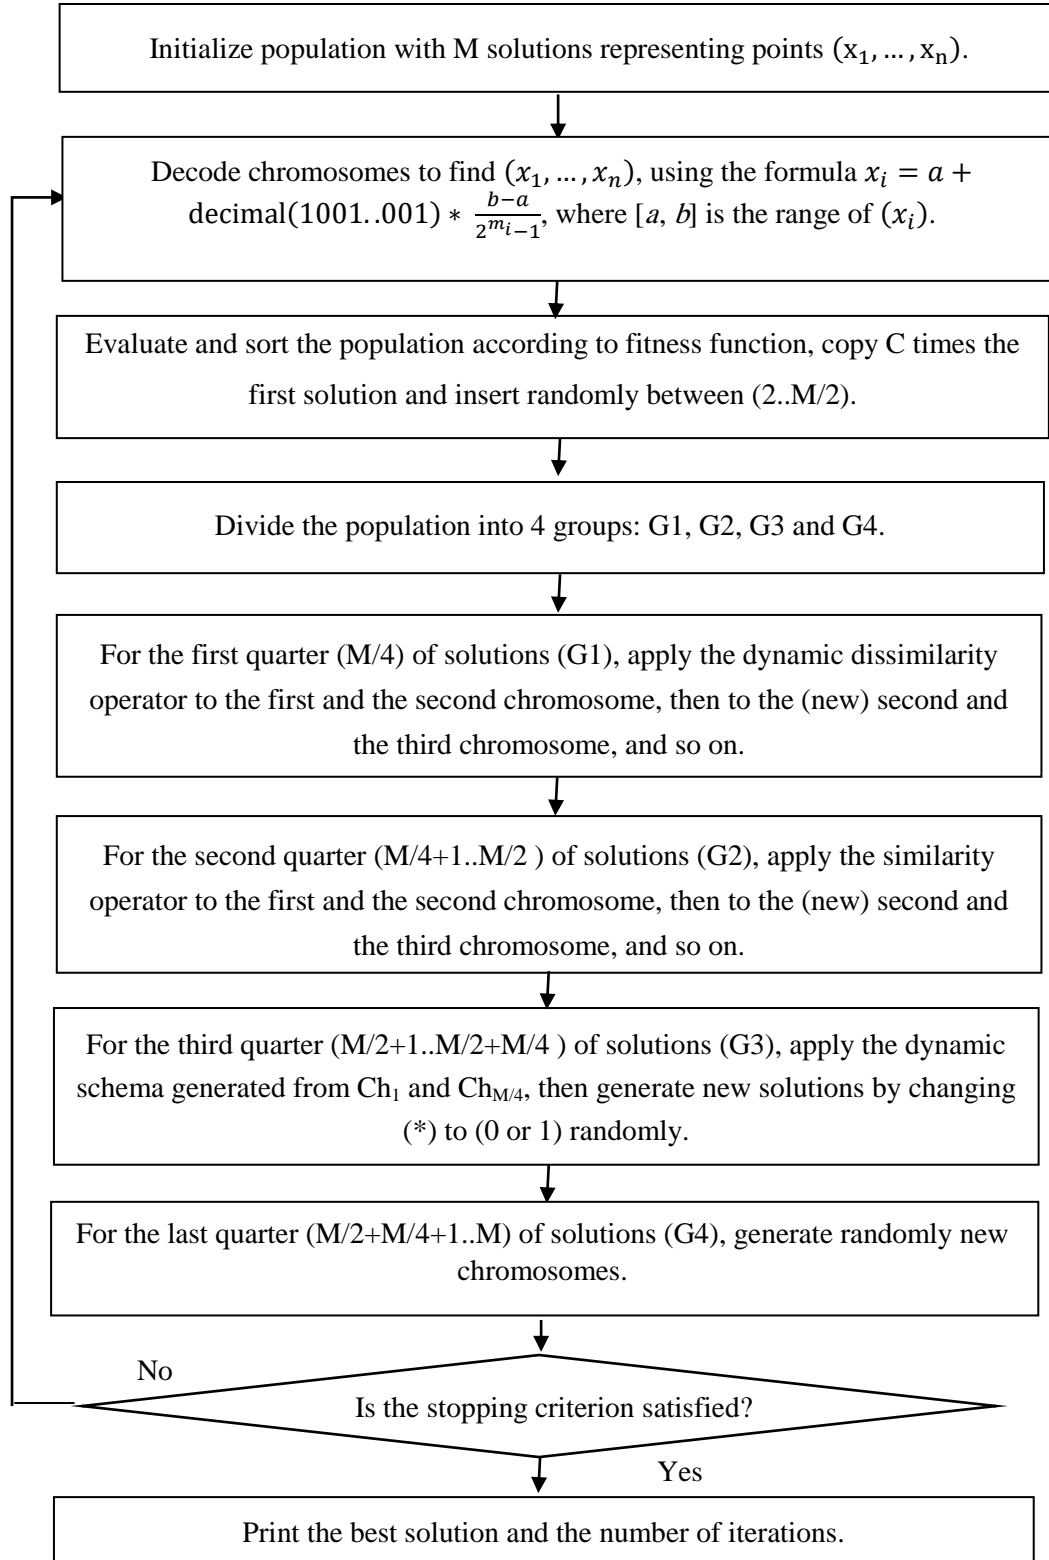 Initialize population with M solutions representing points (x₁, … , xₙ).
Decode chromosomes to find (x₁, … , xₙ), using the formula xᵢ = a +
decimal(1001. .001) * (b−a)/(2^(mᵢ)−1), where [a, b] is the range of (xᵢ).
Evaluate and sort the population according to fitness function, copy C times the
first solution and insert randomly between (2..M/2).
Divide the population into 4 groups: G1, G2, G3 and G4.
For the first quarter (M/4) of solutions (G1), apply the dynamic dissimilarity
operator to the first and the second chromosome, then to the (new) second and
the third chromosome, and so on.
For the second quarter (M/4+1..M/2 ) of solutions (G2), apply the similarity
operator to the first and the second chromosome, then to the (new) second and
the third chromosome, and so on.
For the third quarter (M/2+1..M/2+M/4 ) of solutions (G3), apply the dynamic
schema generated from Ch₁ and Ch_M/4, then generate new solutions by changing
(*) to (0 or 1) randomly.
For the last quarter (M/2+M/4+1..M) of solutions (G4), generate randomly new
chromosomes.
No
Is the stopping criterion satisfied?
Yes
Print the best solution and the number of iterations.